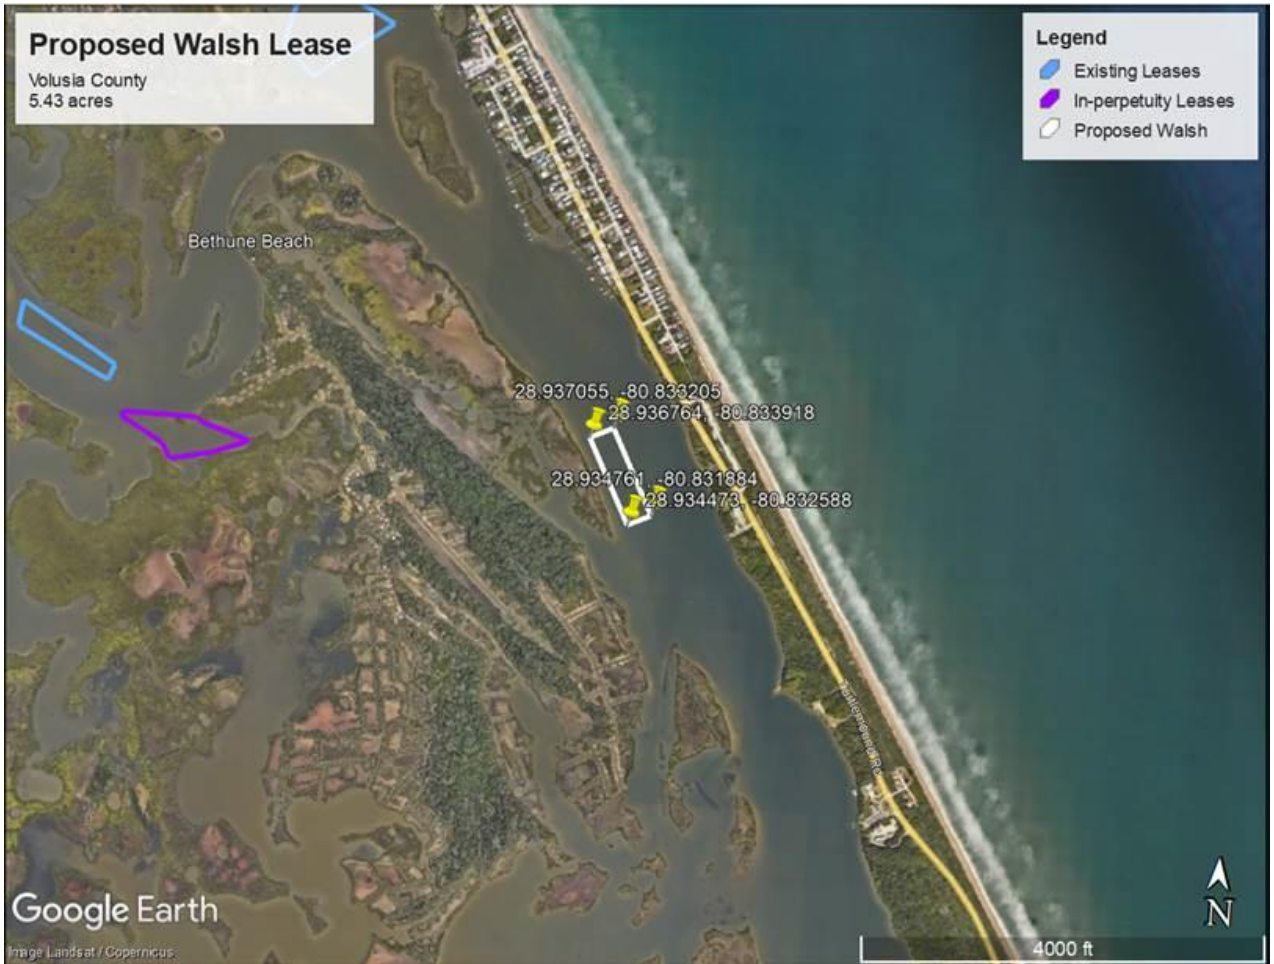 Proposed Walsh Lease
Volusia County
5.43 acres
Legend
Existing Leases
In-perpetuity Leases
Proposed Walsh
Bethune Beach
28.937055, -80.833205
28.936764, -80.833918
28.934761, -80.831884
28.934473, -80.832588
Turtlemound Rd
Google Earth
Image Landsat / Copernicus
N
4000 ft